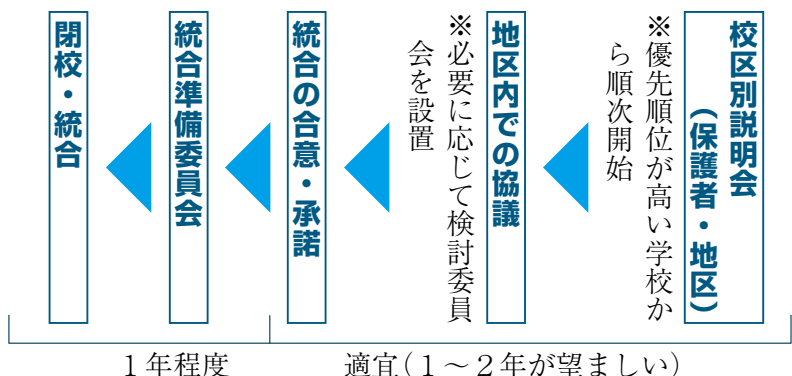 校区別説明会
(保護者・地区)
※優先順位が高い学校か
ら順次開始
地区内での協議
※必要に応じて検討委員
会を設置
統合の合意・承諾
統合準備委員会
閉校・統合
適宜(1~2年が望ましい)
1年程度